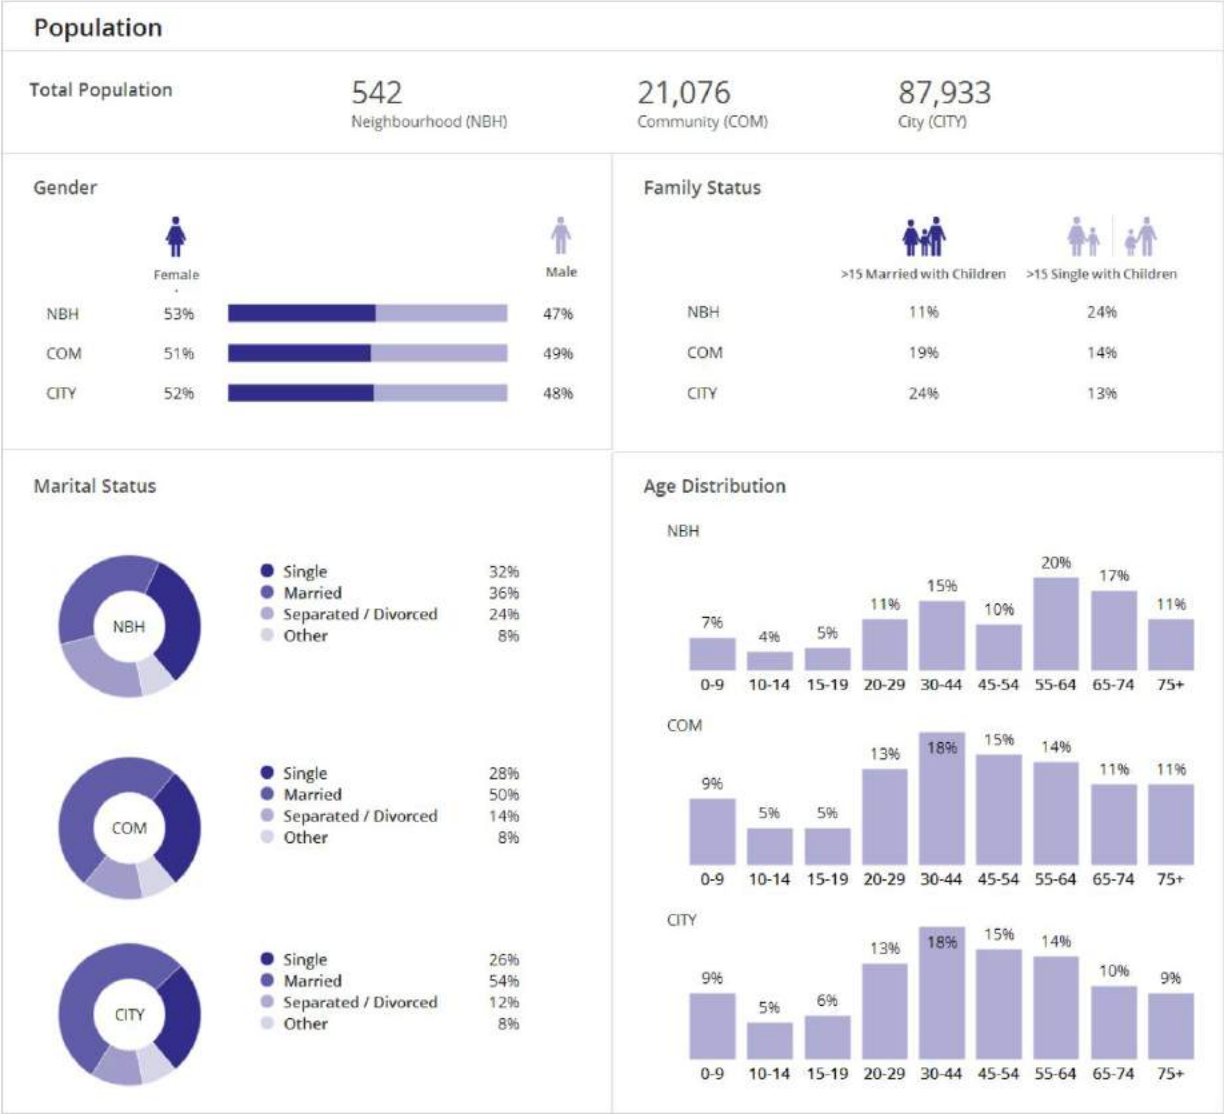 Population
Total Population
542
Neighbourhood (NBH)
21,076
Community (COM)
87,933
City (CITY)
Gender
Female
Male
NBH 53% 47%
COM 51% 49%
CITY 52% 48%
Family Status
>15 Married with Children >15 Single with Children
NBH 11% 24%
COM 19% 14%
CITY 24% 13%
Marital Status
NBH
Single 32%
Married 36%
Separated / Divorced 24%
Other 8%
COM
Single 28%
Married 50%
Separated / Divorced 14%
Other 8%
CITY
Single 26%
Married 54%
Separated / Divorced 12%
Other 8%
Age Distribution
NBH
7% 4% 5% 11% 15% 10% 20% 17% 11%
0-9 10-14 15-19 20-29 30-44 45-54 55-64 65-74 75+
COM
9% 5% 5% 13% 18% 15% 14% 11% 11%
0-9 10-14 15-19 20-29 30-44 45-54 55-64 65-74 75+
CITY
9% 5% 6% 13% 18% 15% 14% 10% 9%
0-9 10-14 15-19 20-29 30-44 45-54 55-64 65-74 75+